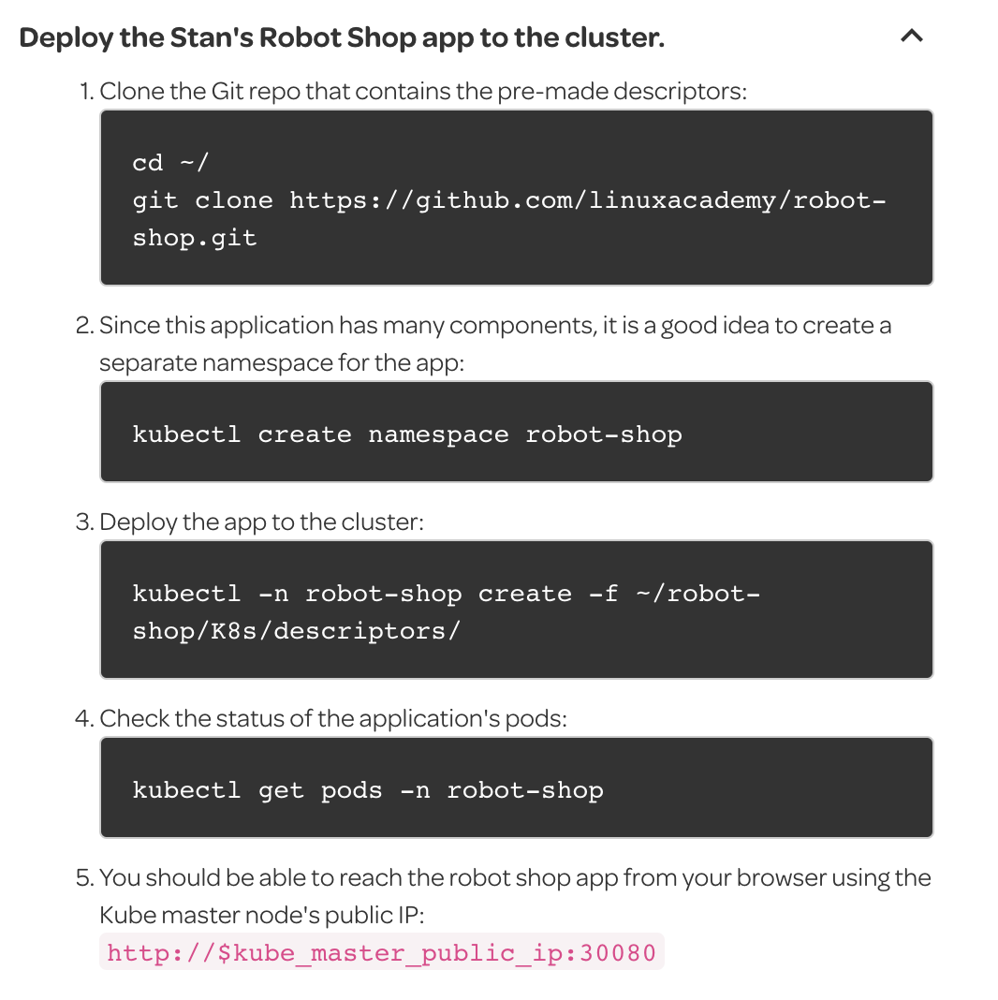 Deploy the Stan's Robot Shop app to the cluster.
1. Clone the Git repo that contains the pre-made descriptors:
cd ~/
git clone https://github.com/linuxacademy/robot-
shop.git
2. Since this application has many components, it is a good idea to create a
separate namespace for the app:
kubectl create namespace robot-shop
3. Deploy the app to the cluster:
kubectl -n robot-shop create -f ~/robot-
shop/K8s/descriptors/
4. Check the status of the application's pods:
kubectl get pods -n robot-shop
5. You should be able to reach the robot shop app from your browser using the
Kube master node's public IP:
http://$kube_master_public_ip:30080